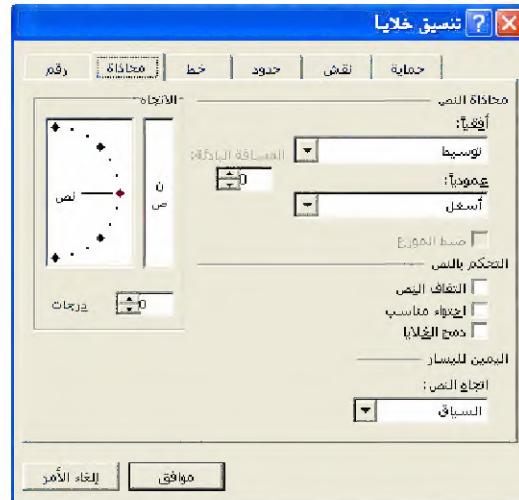 تنسيق خلايا
رقم
محاذاة
خط
حدود
نقش
حماية
محاذاة النص
أفقياً:
توسيط
المسافة البادئة:
0
عمودياً:
أسفل
ضبط الموزع
التحكم بالنص
التفاف النص
احتواء مناسب
دمج الخلايا
اليمين لليسار
اتجاه النص:
السياق
الاتجاه
ن
ص
نص
0
درجات
موافق
إلغاء الأمر